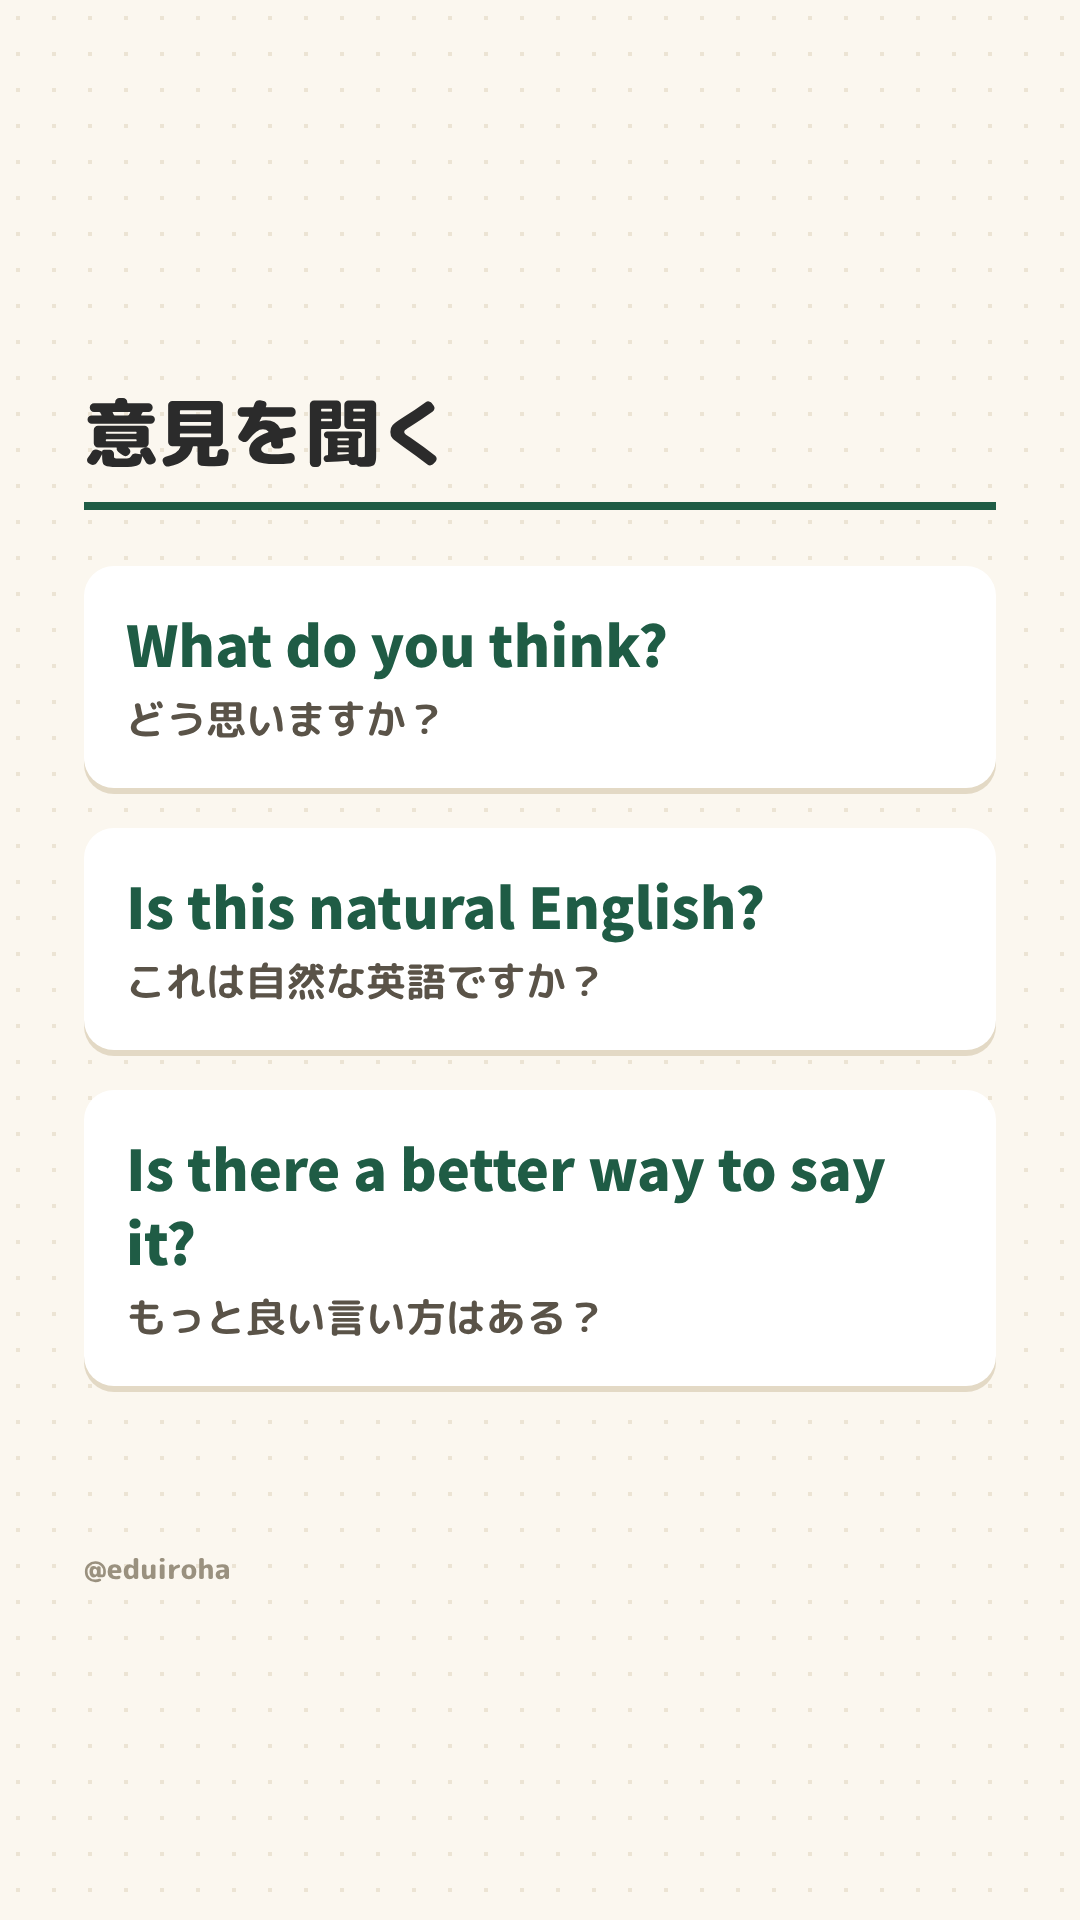 意見を聞く
What do you think?
どう思いますか？
Is this natural English?
これは自然な英語ですか？
Is there a better way to say
it?
もっと良い言い方はある？
@eduiroha